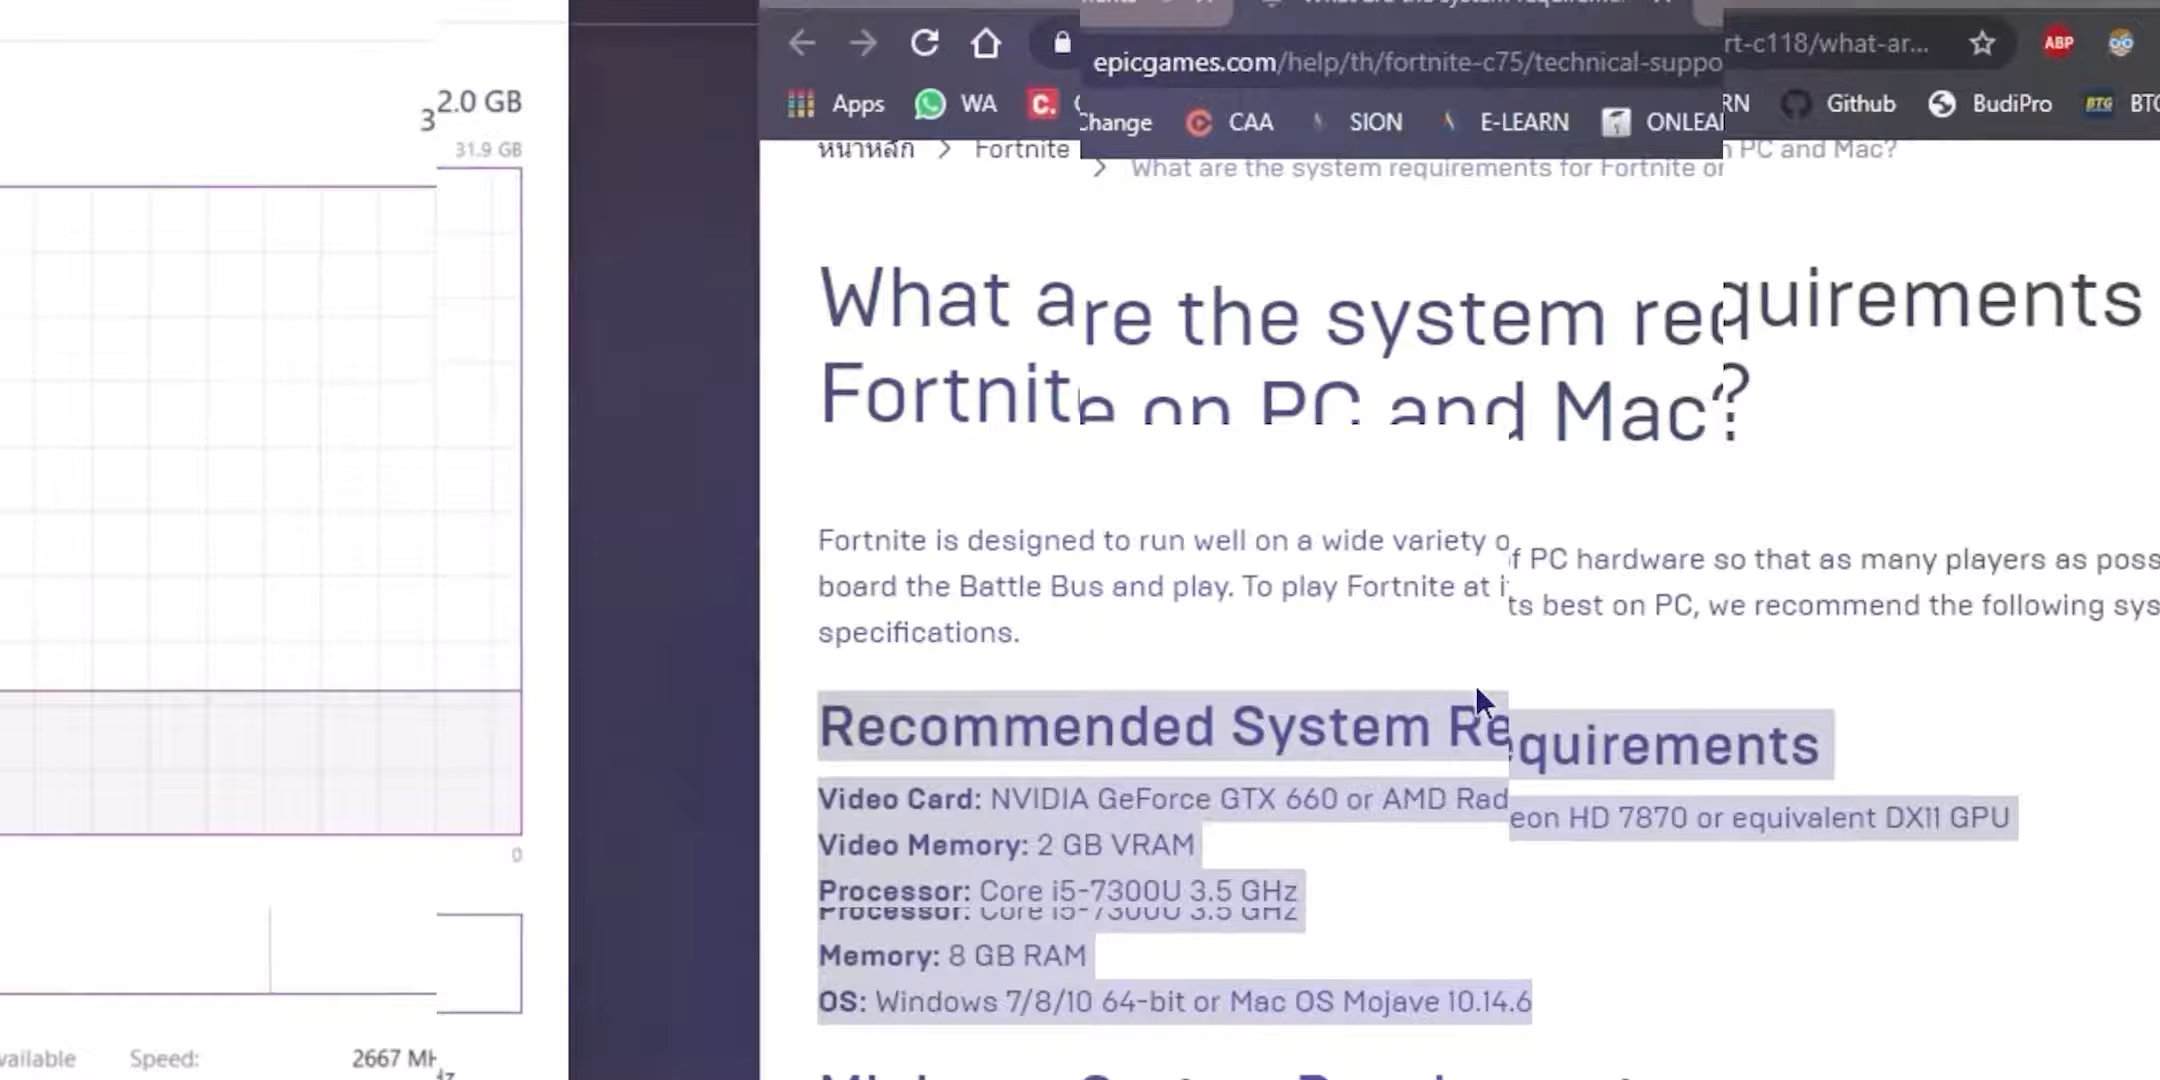 32.0 GB
31.9 GB
0
vailable Speed: 2667 MHz
epicgames.com/help/th/fortnite-c75/technical-support-c118/what-ar...
ABP
Apps WA C. Change CAA SION E-LEARN ONLEARN Github BudiPro BTG
หน้าหลัก > Fortnite > What are the system requirements for Fortnite on PC and Mac?
What are the system requirements
Fortnite on PC and Mac?
Fortnite is designed to run well on a wide variety of PC hardware so that as many players as poss
board the Battle Bus and play. To play Fortnite at its best on PC, we recommend the following sys
specifications.
Recommended System Requirements
Video Card: NVIDIA GeForce GTX 660 or AMD Radeon HD 7870 or equivalent DX11 GPU
Video Memory: 2 GB VRAM
Processor: Core i5-7300U 3.5 GHz
Memory: 8 GB RAM
OS: Windows 7/8/10 64-bit or Mac OS Mojave 10.14.6